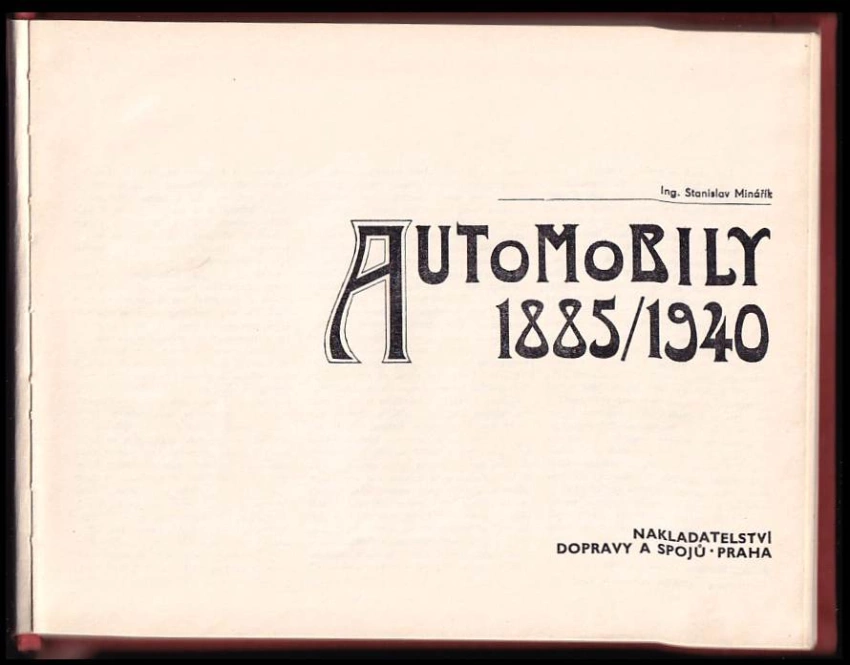 Ing. Stanislav Minářík
AUToMoBILY
1885/1940
NAKLADATELSTVÍ
DOPRAVY A SPOJŮ · PRAHA